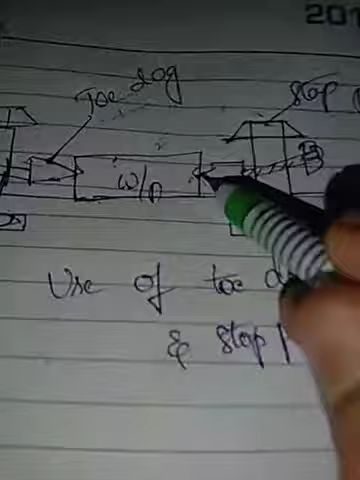 201
Toe dog
Stop
W/P
Use of toe d
& stop p